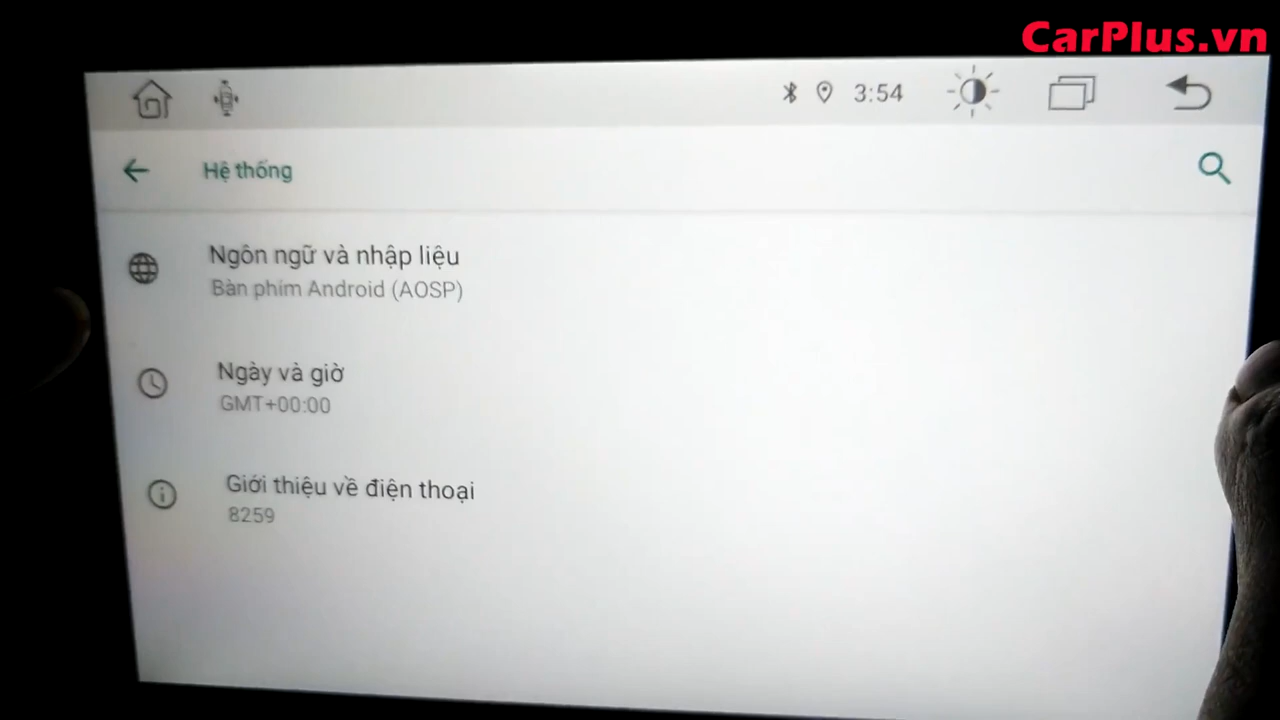 CarPlus.vn
3:54
Hệ thống
Ngôn ngữ và nhập liệu
Bàn phím Android (AOSP)
Ngày và giờ
GMT+00:00
Giới thiệu về điện thoại
8259